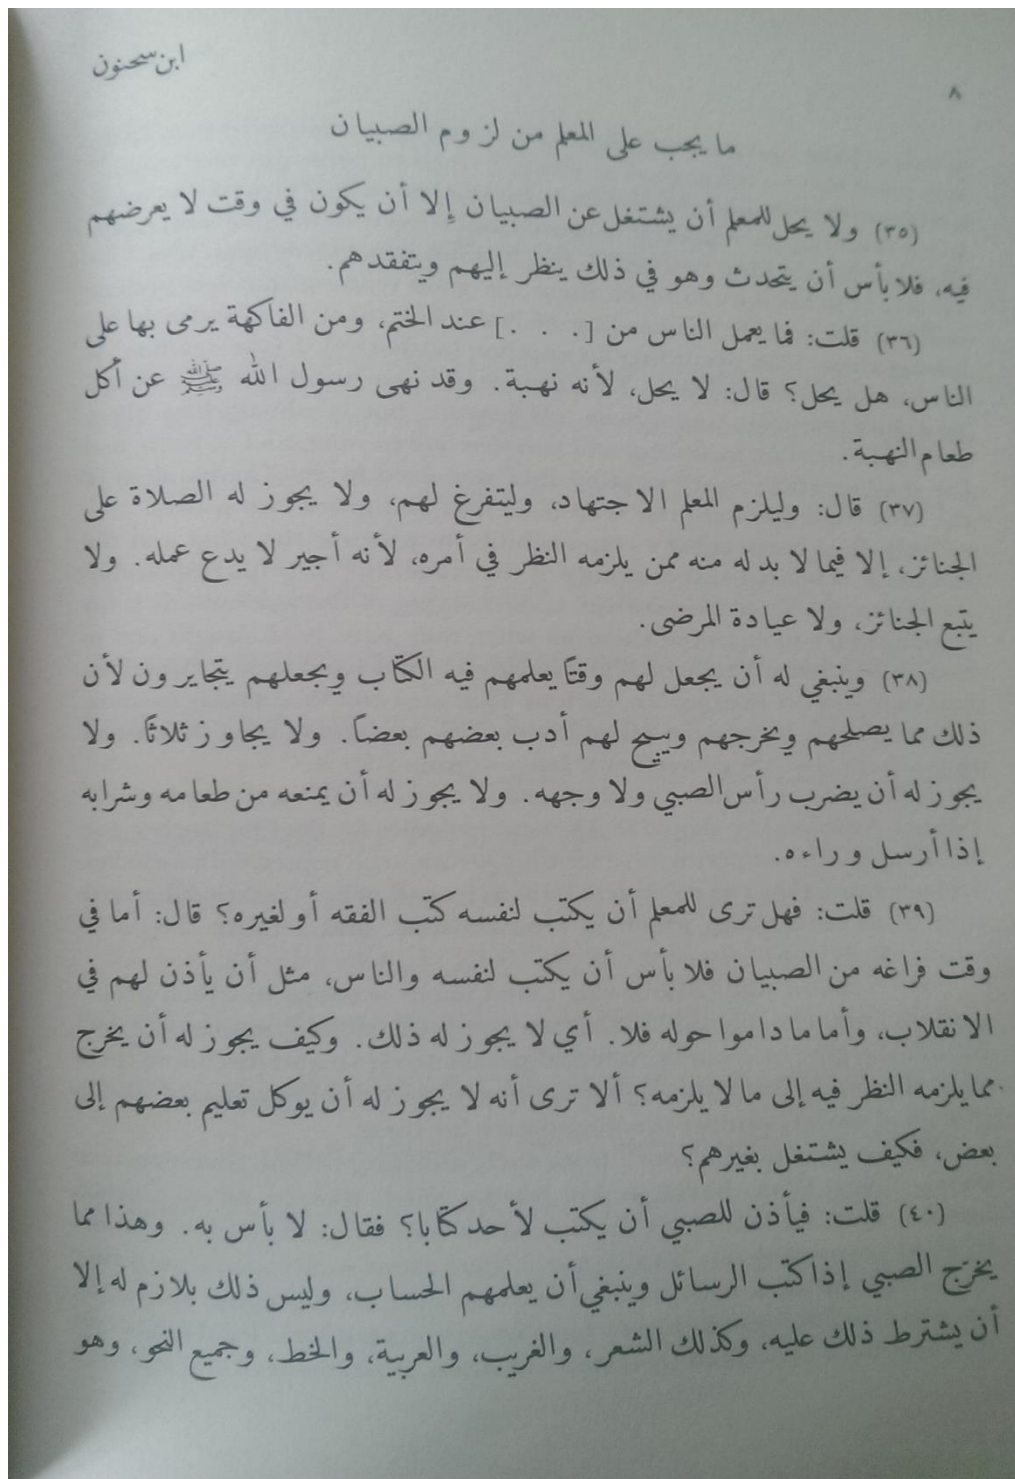 ابن سحنون
٨
ما يجب على المعلم من لزوم الصبيان
(٣٥) ولا يحل للمعلم أن يشتغل عن الصبيان إلا أن يكون في وقت لا يعرضهم
فيه، فلا بأس أن يتحدث وهو في ذلك ينظر إليهم ويتفقدهم.
(٣٦) قلت: فما يعمل الناس من [. . .] عند الختم، ومن الفاكهة يرمى بها على
الناس، هل يحل؟ قال: لا يحل، لأنه نهبة. وقد نهى رسول الله ﷺ عن أكل
طعام النهبة.
(٣٧) قال: وليلزم المعلم الاجتهاد، وليتفرغ لهم، ولا يجوز له الصلاة على
الجنائز، إلا فيما لا بد له منه ممن يلزمه النظر في أمره، لأنه أجير لا يدع عمله. ولا
يتبع الجنائز، ولا عيادة المرضى.
(٣٨) وينبغي له أن يجعل لهم وقتًا يعلمهم فيه الكتاب ويجعلهم يتجايرون لأن
ذلك مما يصلحهم ويخرجهم ويبيح لهم أدب بعضهم بعضًا. ولا يجاوز ثلاثًا. ولا
يجوز له أن يضرب رأس الصبي ولا وجهه. ولا يجوز له أن يمنعه من طعامه وشرابه
إذا أرسل وراءه.
(٣٩) قلت: فهل ترى للمعلم أن يكتب لنفسه كتب الفقه أو لغيره؟ قال: أما في
وقت فراغه من الصبيان فلا بأس أن يكتب لنفسه والناس، مثل أن يأذن لهم في
الانقلاب، وأما ما داموا حوله فلا. أي لا يجوز له ذلك. وكيف يجوز له أن يخرج
مما يلزمه النظر فيه إلى ما لا يلزمه؟ ألا ترى أنه لا يجوز له أن يوكل تعليم بعضهم إلى
بعض، فكيف يشتغل بغيرهم؟
(٤٠) قلت: فيأذن للصبي أن يكتب لأحد كتابا؟ فقال: لا بأس به. وهذا مما
يخرّج الصبي إذا كتب الرسائل وينبغي أن يعلمهم الحساب، وليس ذلك بلازم له إلا
أن يشترط ذلك عليه، وكذلك الشعر، والغريب، والعربية، والخط، وجميع النحو، وهو